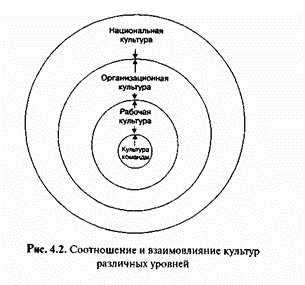 Национальная
культура
Организационная
культура
Рабочая
культура
Культура
команды
Рис. 4.2. Соотношение и взаимовлияние культур
различных уровней